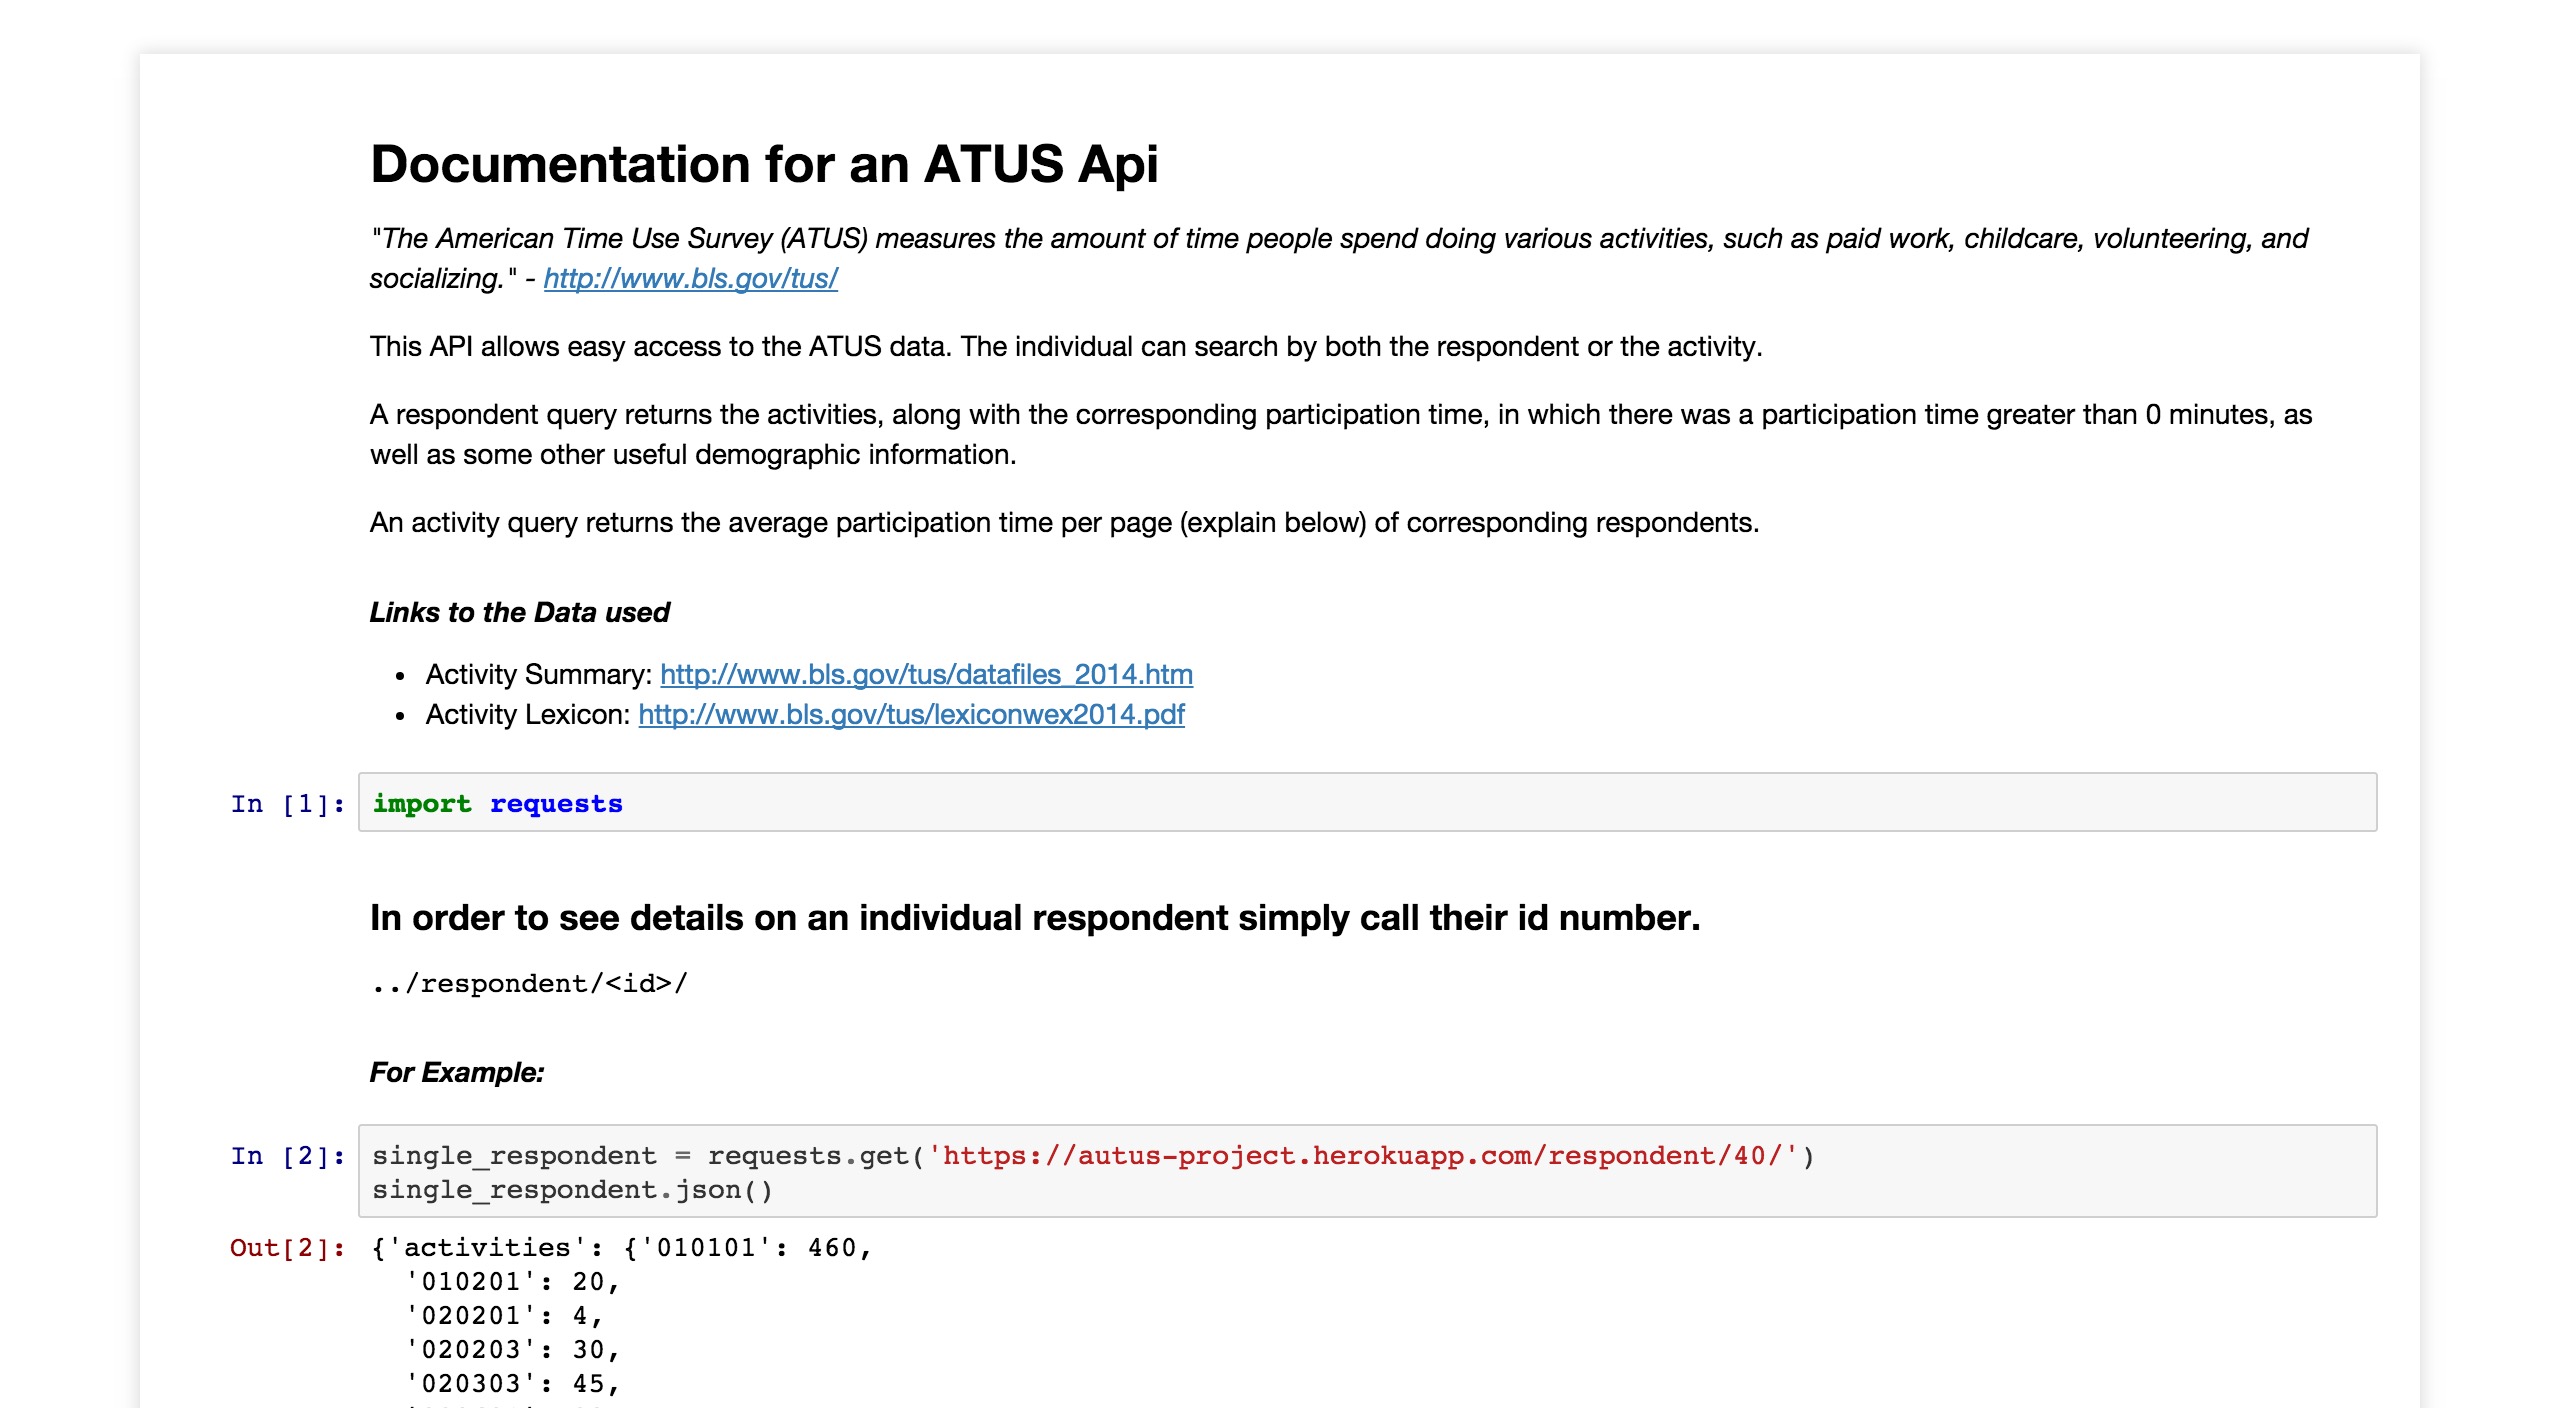 Documentation for an ATUS Api
"The American Time Use Survey (ATUS) measures the amount of time people spend doing various activities, such as paid work, childcare, volunteering, and
socializing." - http://www.bls.gov/tus/
This API allows easy access to the ATUS data. The individual can search by both the respondent or the activity.
A respondent query returns the activities, along with the corresponding participation time, in which there was a participation time greater than 0 minutes, as
well as some other useful demographic information.
An activity query returns the average participation time per page (explain below) of corresponding respondents.
Links to the Data used
• Activity Summary: http://www.bls.gov/tus/datafiles_2014.htm
• Activity Lexicon: http://www.bls.gov/tus/lexiconwex2014.pdf
In [1]: import requests
In order to see details on an individual respondent simply call their id number.
../respondent/<id>/
For Example:
In [2]: single_respondent = requests.get('https://autus-project.herokuapp.com/respondent/40/')
single_respondent.json()
Out[2]: {'activities': {'010101': 460,
'010201': 20,
'020201': 4,
'020203': 30,
'020303': 45,